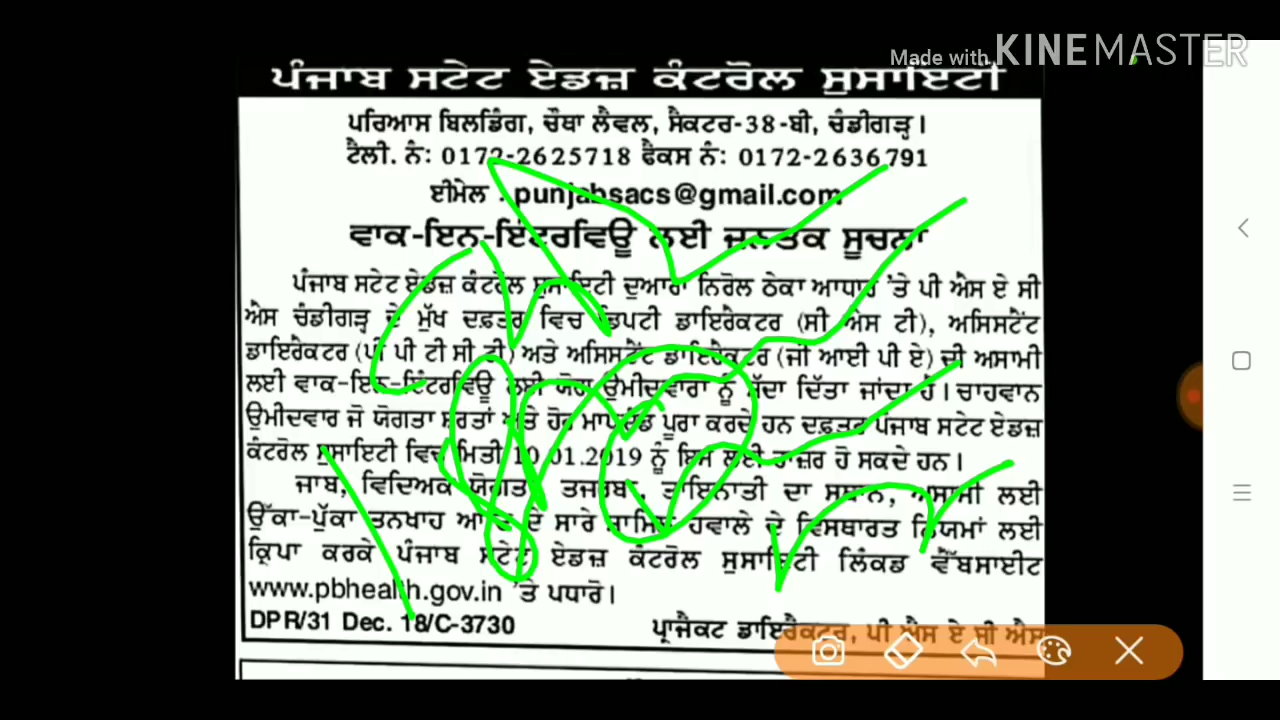 Made with KINEMASTER
ਪੰਜਾਬ ਸਟੇਟ ਏਡਜ਼ ਕੰਟਰੋਲ ਸੁਸਾਇਟੀ
ਪਰਿਆਸ ਬਿਲਡਿੰਗ, ਚੌਥਾ ਲੈਵਲ, ਸੈਕਟਰ-38-ਬੀ, ਚੰਡੀਗੜ੍ਹ।
ਟੈਲੀ. ਨੰ: 0172-2625718 ਫੈਕਸ ਨੰ: 0172-2636791
ਈਮੇਲ : punjabsacs@gmail.com
ਵਾਕ-ਇਨ-ਇੰਟਰਵਿਊ ਲਈ ਜਨਤਕ ਸੂਚਨਾ
ਪੰਜਾਬ ਸਟੇਟ ਏਡਜ਼ ਕੰਟਰੋਲ ਸੁਸਾਇਟੀ ਦੁਆਰਾ ਨਿਰੋਲ ਠੇਕਾ ਆਧਾਰ 'ਤੇ ਪੀ ਐਸ ਏ ਸੀ
ਐਸ ਚੰਡੀਗੜ੍ਹ ਦੇ ਮੁੱਖ ਦਫ਼ਤਰ ਵਿਚ ਡਿਪਟੀ ਡਾਇਰੈਕਟਰ (ਸੀ ਐਸ ਟੀ), ਅਸਿਸਟੈਂਟ
ਡਾਇਰੈਕਟਰ (ਪੀ ਪੀ ਟੀ ਸੀ ਟੀ) ਅਤੇ ਅਸਿਸਟੈਂਟ ਡਾਇਰੈਕਟਰ (ਜੀ ਆਈ ਪੀ ਏ) ਦੀ ਅਸਾਮੀ
ਲਈ ਵਾਕ-ਇਨ-ਇੰਟਰਵਿਊ ਲਈ ਯੋਗ ਉਮੀਦਵਾਰਾਂ ਨੂੰ ਸੱਦਾ ਦਿੱਤਾ ਜਾਂਦਾ ਹੈ। ਚਾਹਵਾਨ
ਉਮੀਦਵਾਰ ਜੋ ਯੋਗਤਾ ਸ਼ਰਤਾਂ ਅਤੇ ਹੋਰ ਮਾਪਦੰਡ ਪੂਰਾ ਕਰਦੇ ਹਨ ਦਫ਼ਤਰ ਪੰਜਾਬ ਸਟੇਟ ਏਡਜ਼
ਕੰਟਰੋਲ ਸੁਸਾਇਟੀ ਵਿਚ ਮਿਤੀ 10.01.2019 ਨੂੰ ਇਸ ਲਈ ਹਾਜ਼ਰ ਹੋ ਸਕਦੇ ਹਨ।
ਜਾਬ, ਵਿਦਿਅਕ ਯੋਗਤਾ, ਤਜਰਬਾ, ਤਾਇਨਾਤੀ ਦਾ ਸਥਾਨ, ਅਸਾਮੀ ਲਈ
ਉੱਕਾ-ਪੁੱਕਾ ਤਨਖਾਹ ਆਦਿ ਦੇ ਸਾਰੇ ਸ਼ਾਮਿਲ ਹਵਾਲੇ ਦੇ ਵਿਸਥਾਰਤ ਨਿਯਮਾਂ ਲਈ
ਕ੍ਰਿਪਾ ਕਰਕੇ ਪੰਜਾਬ ਸਟੇਟ ਏਡਜ਼ ਕੰਟਰੋਲ ਸੁਸਾਇਟੀ ਲਿੰਕਡ ਵੈੱਬਸਾਈਟ
www.pbhealth.gov.in 'ਤੇ ਪਧਾਰੋ।
DPR/31 Dec. 18/C-3730 ਪ੍ਰਾਜੈਕਟ ਡਾਇਰੈਕਟਰ, ਪੀ ਐਸ ਏ ਸੀ ਐਸ